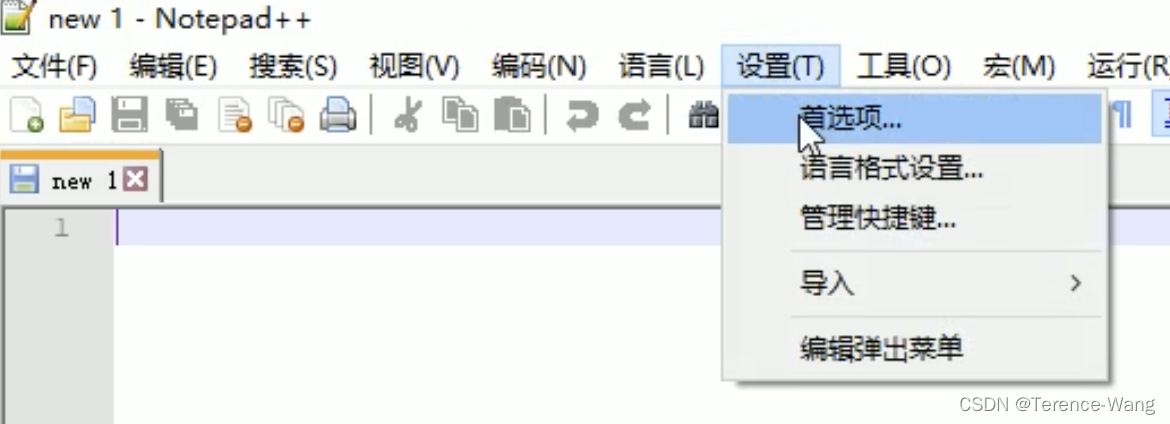 new 1 - Notepad++
文件(F) 编辑(E) 搜索(S) 视图(V) 编码(N) 语言(L) 设置(T) 工具(O) 宏(M) 运行(R
首选项...
语言格式设置...
new 1
管理快捷键...
1
导入
编辑弹出菜单
CSDN @Terence-Wang